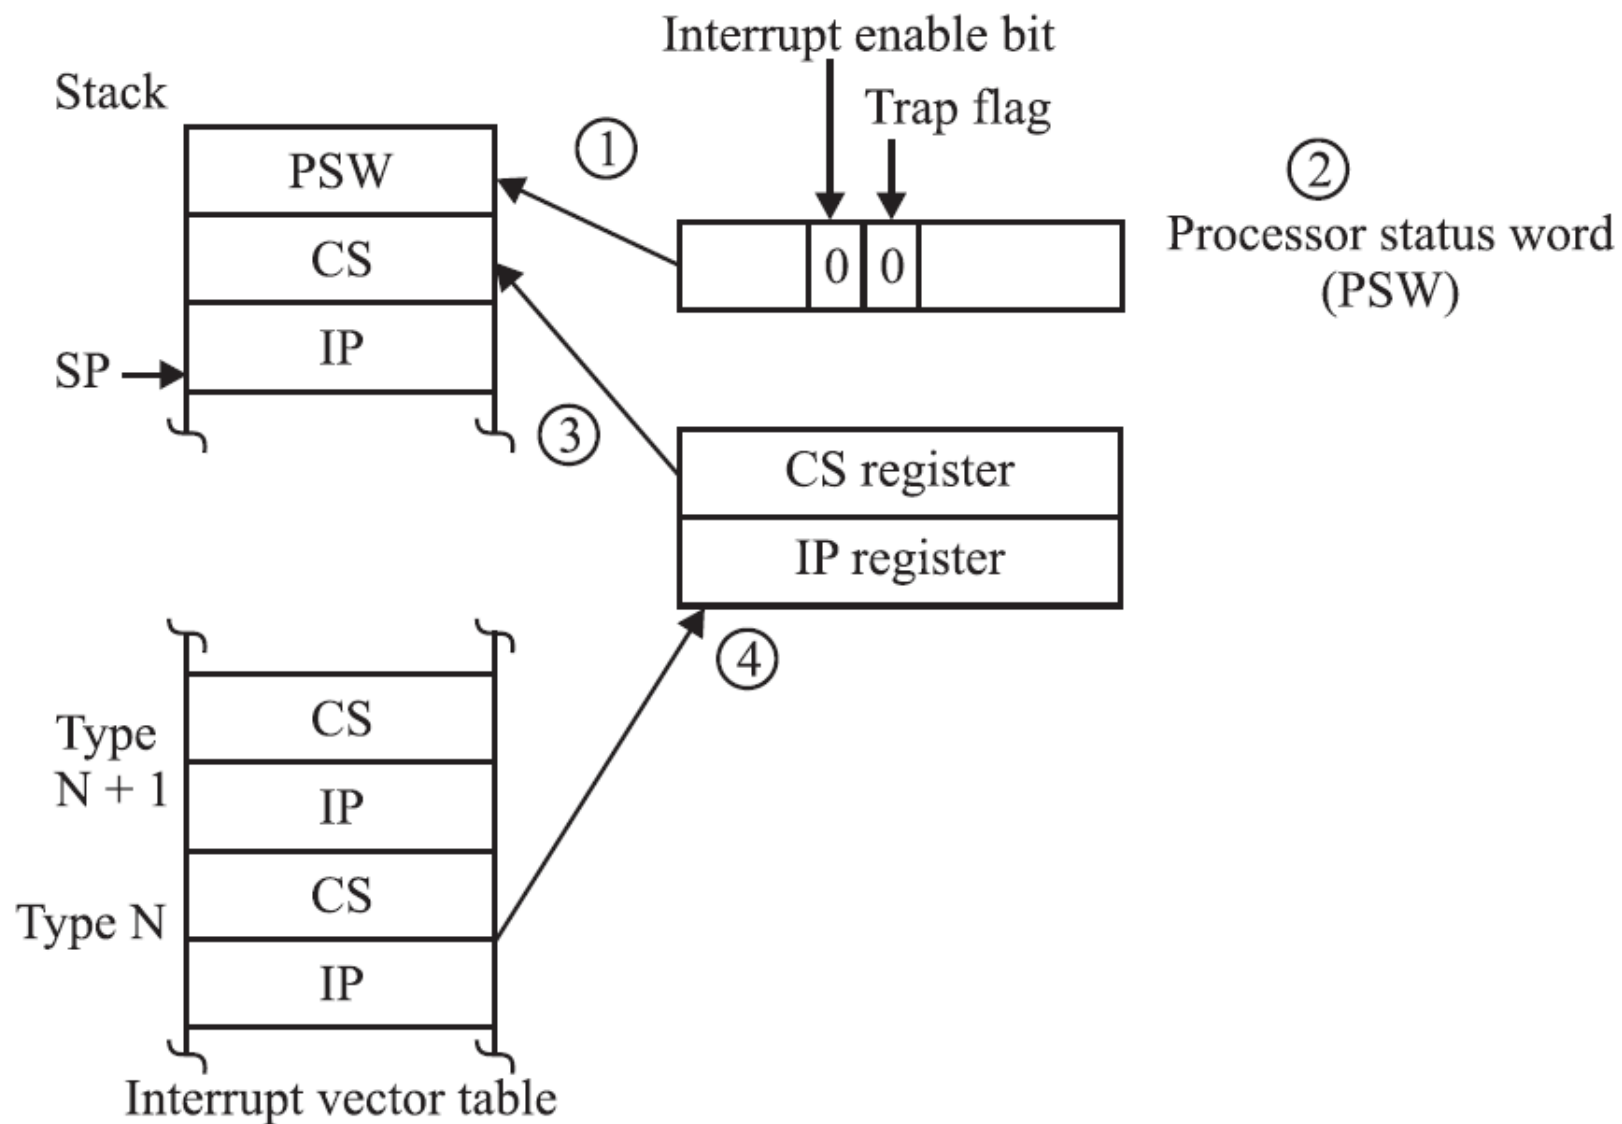 Interrupt enable bit
Stack
Trap flag
1
2
PSW
Processor status word
(PSW)
0 0
CS
IP
SP
3
CS register
IP register
4
CS
Type
N + 1
IP
CS
Type N
IP
Interrupt vector table